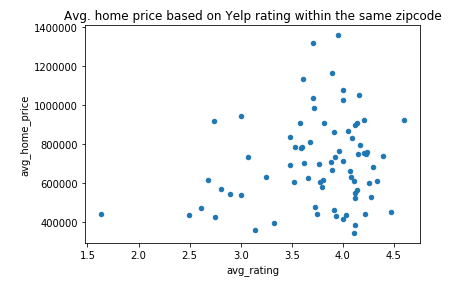 Avg. home price based on Yelp rating within the same zipcode
1400000
1200000
1000000
800000
600000
400000
avg_home_price
1.5 2.0 2.5 3.0 3.5 4.0 4.5
avg_rating